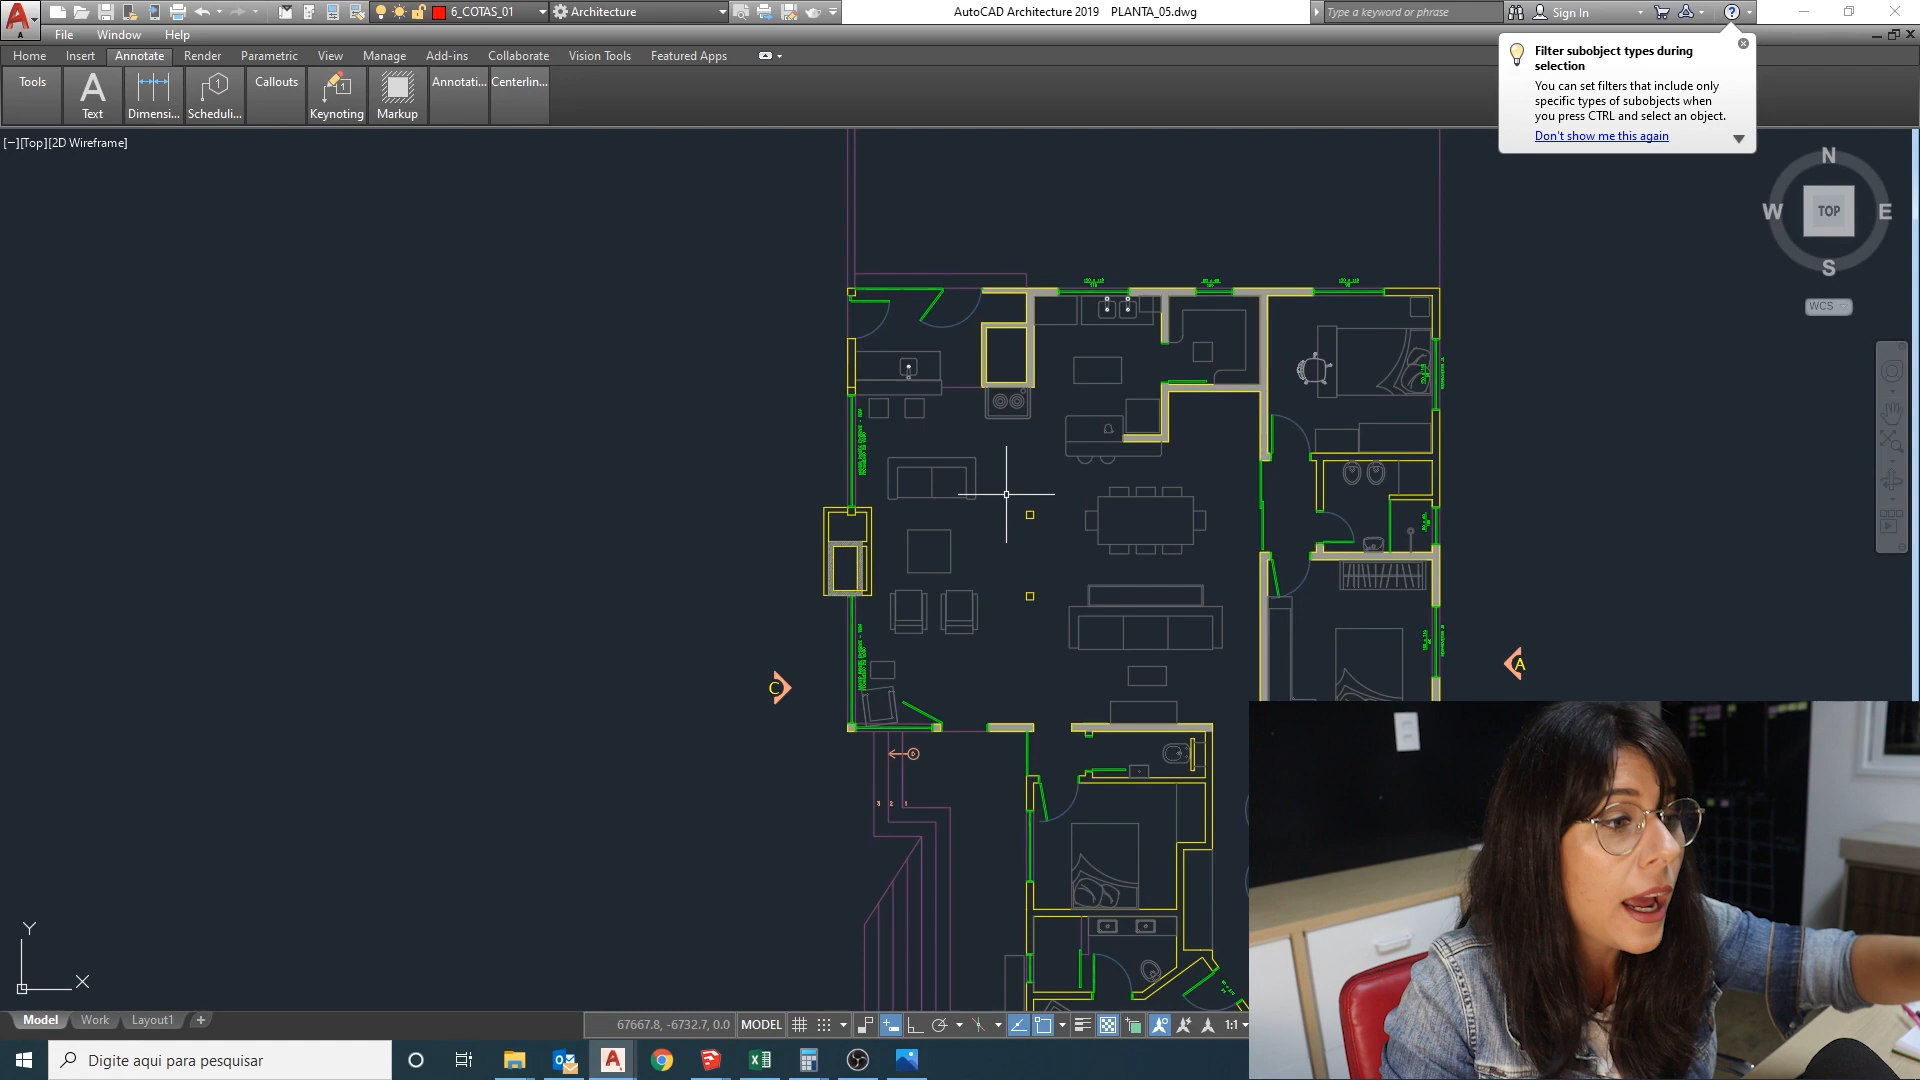 6_COTAS_01
Architecture
AutoCAD Architecture 2019 PLANTA_05.dwg
Type a keyword or phrase
Sign In
File Window Help
Home Insert Annotate Render Parametric View Manage Add-ins Collaborate Vision Tools Featured Apps
Tools
Text
Dimensi...
Scheduli...
Callouts
Keynoting
Markup
Annotati...
Centerlin...
Filter subobject types during
selection
You can set filters that include only
specific types of subobjects when
you press CTRL and select an object.
Don't show me this again
[−][Top][2D Wireframe]
N
W TOP E
S
WCS
A
C
3 2 1
Y
X
Model Work Layout1 +
67667.8, -6732.7, 0.0 MODEL
1:1
Digite aqui para pesquisar